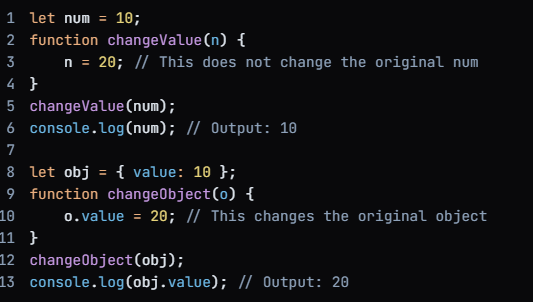 1 let num = 10;
2 function changeValue(n) {
3     n = 20; // This does not change the original num
4 }
5 changeValue(num);
6 console.log(num); // Output: 10
7
8 let obj = { value: 10 };
9 function changeObject(o) {
10     o.value = 20; // This changes the original object
11 }
12 changeObject(obj);
13 console.log(obj.value); // Output: 20